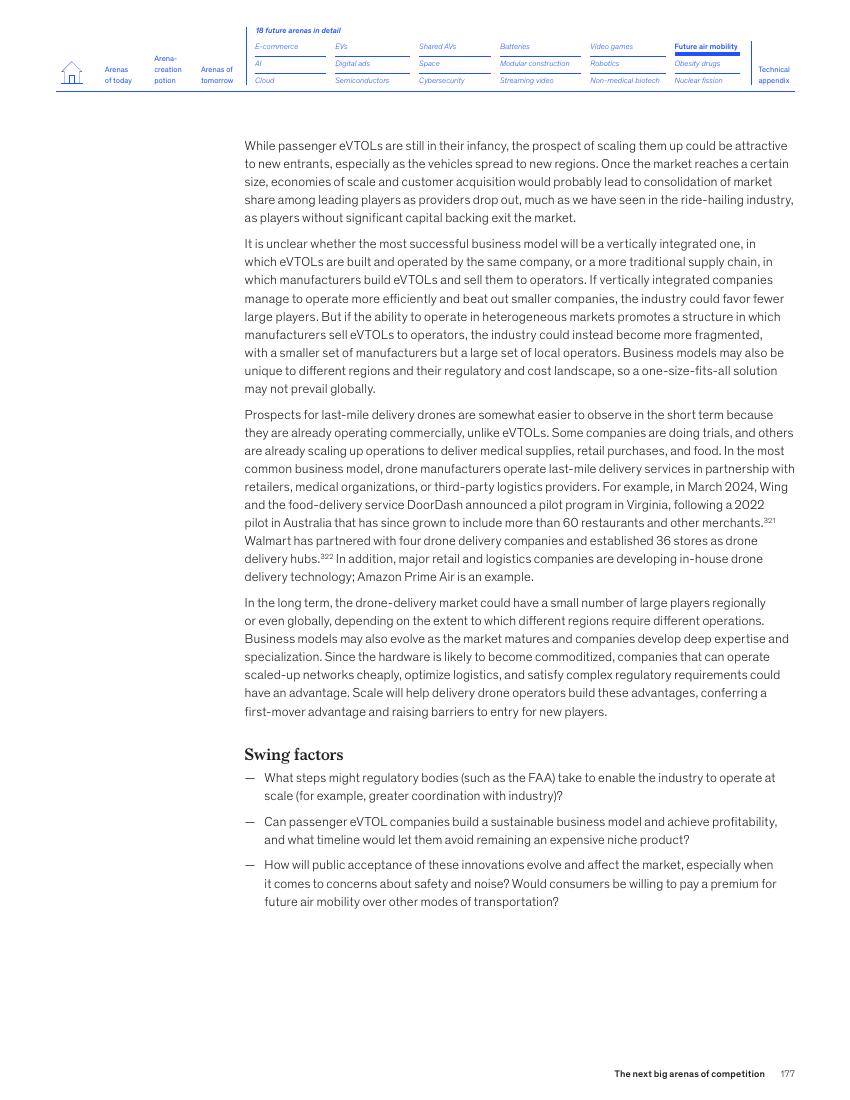 18 future arenas in detail
Arenas
of today
Arena-
creation
potion
Arenas of
tomorrow
E-commerce
EVs
Shared AVs
Batteries
Video games
Future air mobility
AI
Digital ads
Space
Modular construction
Robotics
Obesity drugs
Cloud
Semiconductors
Cybersecurity
Streaming video
Non-medical biotech
Nuclear fission
Technical
appendix
While passenger eVTOLs are still in their infancy, the prospect of scaling them up could be attractive
to new entrants, especially as the vehicles spread to new regions. Once the market reaches a certain
size, economies of scale and customer acquisition would probably lead to consolidation of market
share among leading players as providers drop out, much as we have seen in the ride-hailing industry,
as players without significant capital backing exit the market.
It is unclear whether the most successful business model will be a vertically integrated one, in
which eVTOLs are built and operated by the same company, or a more traditional supply chain, in
which manufacturers build eVTOLs and sell them to operators. If vertically integrated companies
manage to operate more efficiently and beat out smaller companies, the industry could favor fewer
large players. But if the ability to operate in heterogeneous markets promotes a structure in which
manufacturers sell eVTOLs to operators, the industry could instead become more fragmented,
with a smaller set of manufacturers but a large set of local operators. Business models may also be
unique to different regions and their regulatory and cost landscape, so a one-size-fits-all solution
may not prevail globally.
Prospects for last-mile delivery drones are somewhat easier to observe in the short term because
they are already operating commercially, unlike eVTOLs. Some companies are doing trials, and others
are already scaling up operations to deliver medical supplies, retail purchases, and food. In the most
common business model, drone manufacturers operate last-mile delivery services in partnership with
retailers, medical organizations, or third-party logistics providers. For example, in March 2024, Wing
and the food-delivery service DoorDash announced a pilot program in Virginia, following a 2022
pilot in Australia that has since grown to include more than 60 restaurants and other merchants.321
Walmart has partnered with four drone delivery companies and established 36 stores as drone
delivery hubs.322 In addition, major retail and logistics companies are developing in-house drone
delivery technology; Amazon Prime Air is an example.
In the long term, the drone-delivery market could have a small number of large players regionally
or even globally, depending on the extent to which different regions require different operations.
Business models may also evolve as the market matures and companies develop deep expertise and
specialization. Since the hardware is likely to become commoditized, companies that can operate
scaled-up networks cheaply, optimize logistics, and satisfy complex regulatory requirements could
have an advantage. Scale will help delivery drone operators build these advantages, conferring a
first-mover advantage and raising barriers to entry for new players.
Swing factors
— What steps might regulatory bodies (such as the FAA) take to enable the industry to operate at
scale (for example, greater coordination with industry)?
— Can passenger eVTOL companies build a sustainable business model and achieve profitability,
and what timeline would let them avoid remaining an expensive niche product?
— How will public acceptance of these innovations evolve and affect the market, especially when
it comes to concerns about safety and noise? Would consumers be willing to pay a premium for
future air mobility over other modes of transportation?
The next big arenas of competition 177